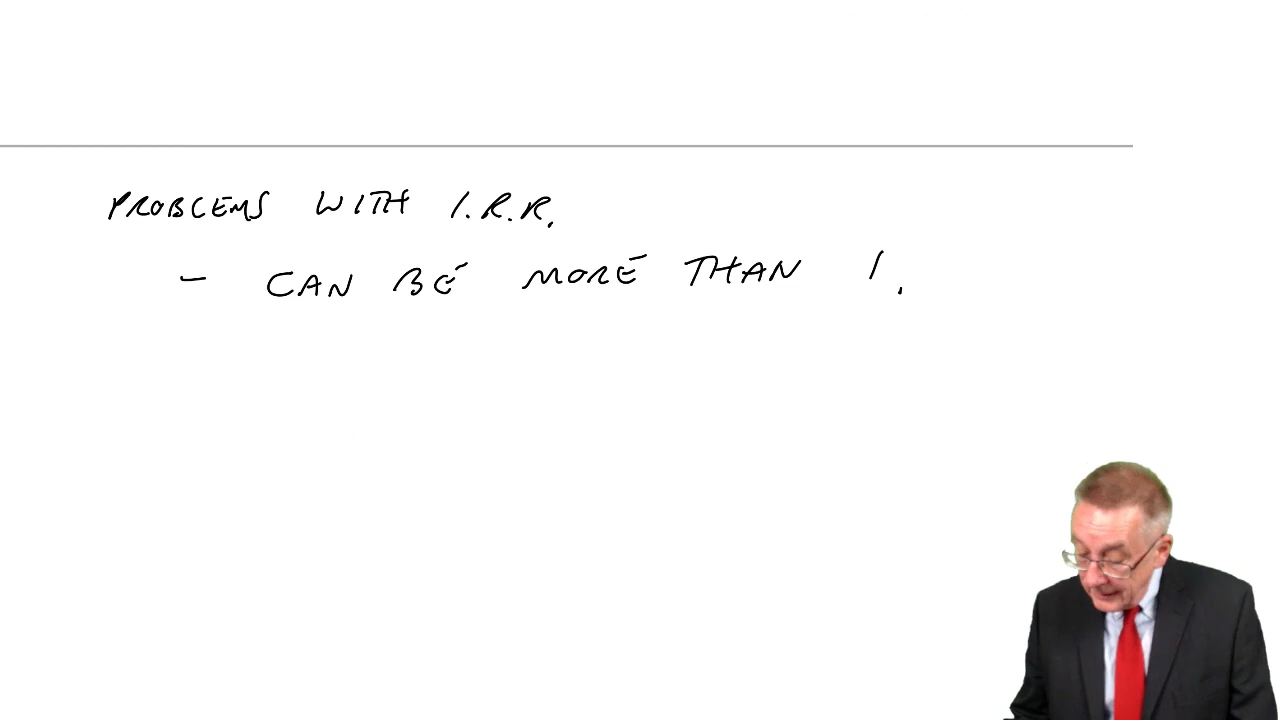 PROBLEMS WITH I.R.R.
- CAN BE MORE THAN 1.